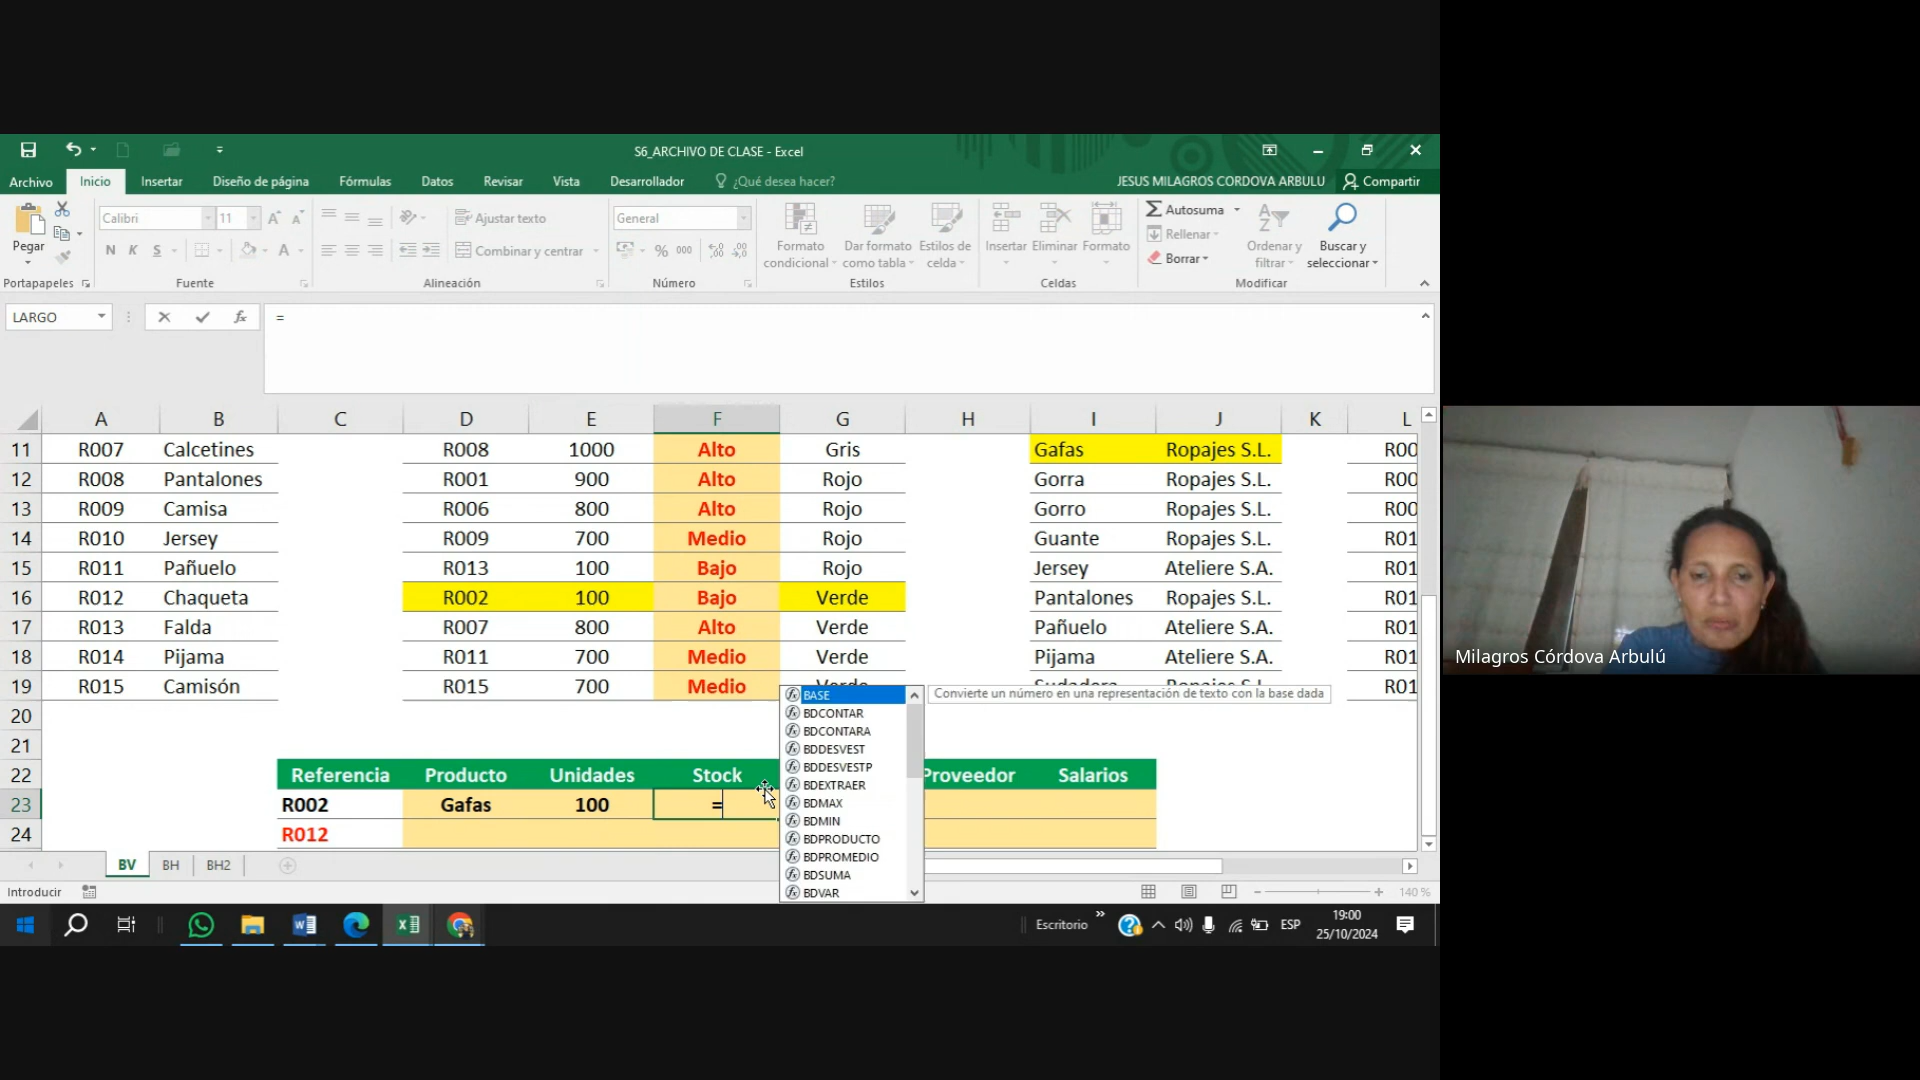 S6_ARCHIVO DE CLASE - Excel
Archivo Inicio Insertar Diseño de página Fórmulas Datos Revisar Vista Desarrollador ¿Qué desea hacer? JESUS MILAGROS CORDOVA ARBULU Compartir
Pegar
Portapapeles
Calibri 11
N K S
Fuente
Ajustar texto
Combinar y centrar
Alineación
General
% 000
Número
Formato condicional
Dar formato como tabla
Estilos de celda
Estilos
Insertar Eliminar Formato
Celdas
Autosuma
Rellenar
Borrar
Ordenar y filtrar
Buscar y seleccionar
Modificar
LARGO fx =
A B C D E F G H I J K L
11 R007 Calcetines R008 1000 Alto Gris Gafas Ropajes S.L. R00
12 R008 Pantalones R001 900 Alto Rojo Gorra Ropajes S.L. R00
13 R009 Camisa R006 800 Alto Rojo Gorro Ropajes S.L. R00
14 R010 Jersey R009 700 Medio Rojo Guante Ropajes S.L. R01
15 R011 Pañuelo R013 100 Bajo Rojo Jersey Ateliere S.A. R01
16 R012 Chaqueta R002 100 Bajo Verde Pantalones Ropajes S.L. R01
17 R013 Falda R007 800 Alto Verde Pañuelo Ateliere S.A. R01
18 R014 Pijama R011 700 Medio Verde Pijama Ateliere S.A. R01
19 R015 Camisón R015 700 Medio R01
20
21
22 Referencia Producto Unidades Stock Proveedor Salarios
23 R002 Gafas 100 =
24 R012
BASE
Convierte un número en una representación de texto con la base dada
BDCONTAR
BDCONTARA
BDDESVEST
BDDESVESTP
BDEXTRAER
BDMAX
BDMIN
BDPRODUCTO
BDPROMEDIO
BDSUMA
BDVAR
BV BH BH2
Introducir 140 %
Escritorio ESP 19:00
25/10/2024
Milagros Córdova Arbulú